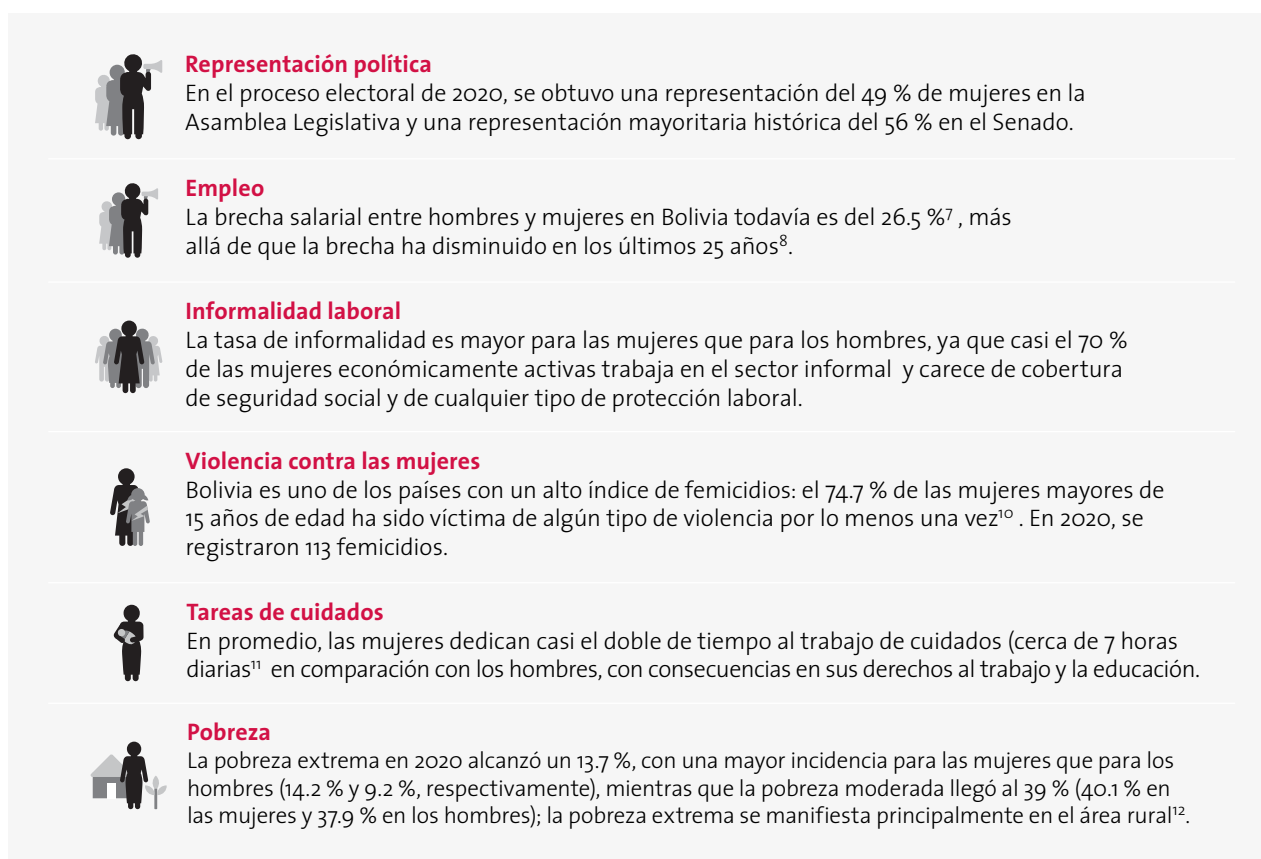 Representación política
En el proceso electoral de 2020, se obtuvo una representación del 49 % de mujeres en la
Asamblea Legislativa y una representación mayoritaria histórica del 56 % en el Senado.
Empleo
La brecha salarial entre hombres y mujeres en Bolivia todavía es del 26.5 %⁷ , más
allá de que la brecha ha disminuido en los últimos 25 años⁸.
Informalidad laboral
La tasa de informalidad es mayor para las mujeres que para los hombres, ya que casi el 70 %
de las mujeres económicamente activas trabaja en el sector informal  y carece de cobertura
de seguridad social y de cualquier tipo de protección laboral.
Violencia contra las mujeres
Bolivia es uno de los países con un alto índice de femicidios: el 74.7 % de las mujeres mayores de
15 años de edad ha sido víctima de algún tipo de violencia por lo menos una vez¹⁰ . En 2020, se
registraron 113 femicidios.
Tareas de cuidados
En promedio, las mujeres dedican casi el doble de tiempo al trabajo de cuidados (cerca de 7 horas
diarias¹¹ en comparación con los hombres, con consecuencias en sus derechos al trabajo y la educación.
Pobreza
La pobreza extrema en 2020 alcanzó un 13.7 %, con una mayor incidencia para las mujeres que para los
hombres (14.2 % y 9.2 %, respectivamente), mientras que la pobreza moderada llegó al 39 % (40.1 % en
las mujeres y 37.9 % en los hombres); la pobreza extrema se manifiesta principalmente en el área rural¹².